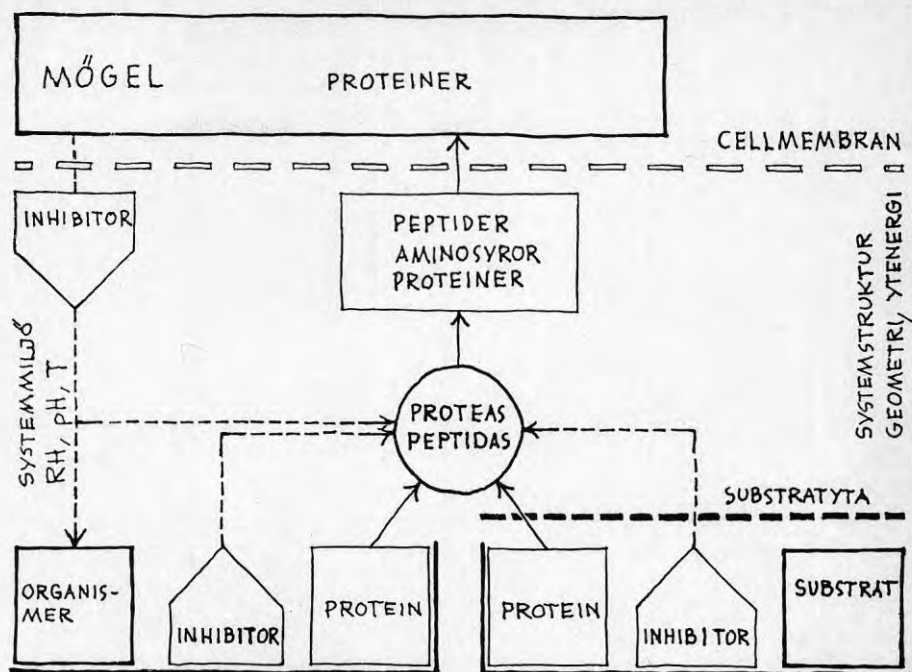 MÖGEL
PROTEINER
CELLMEMBRAN
INHIBITOR
PEPTIDER
AMINOSYROR
PROTEINER
SYSTEMSTRUKTUR
GEOMETRI, YTENERGI
SYSTEMMILJÖ
RH, PH, T
PROTEAS
PEPTIDAS
SUBSTRATYTA
ORGANIS-
MER
INHIBITOR
PROTEIN
PROTEIN
INHIBITOR
SUBSTRAT